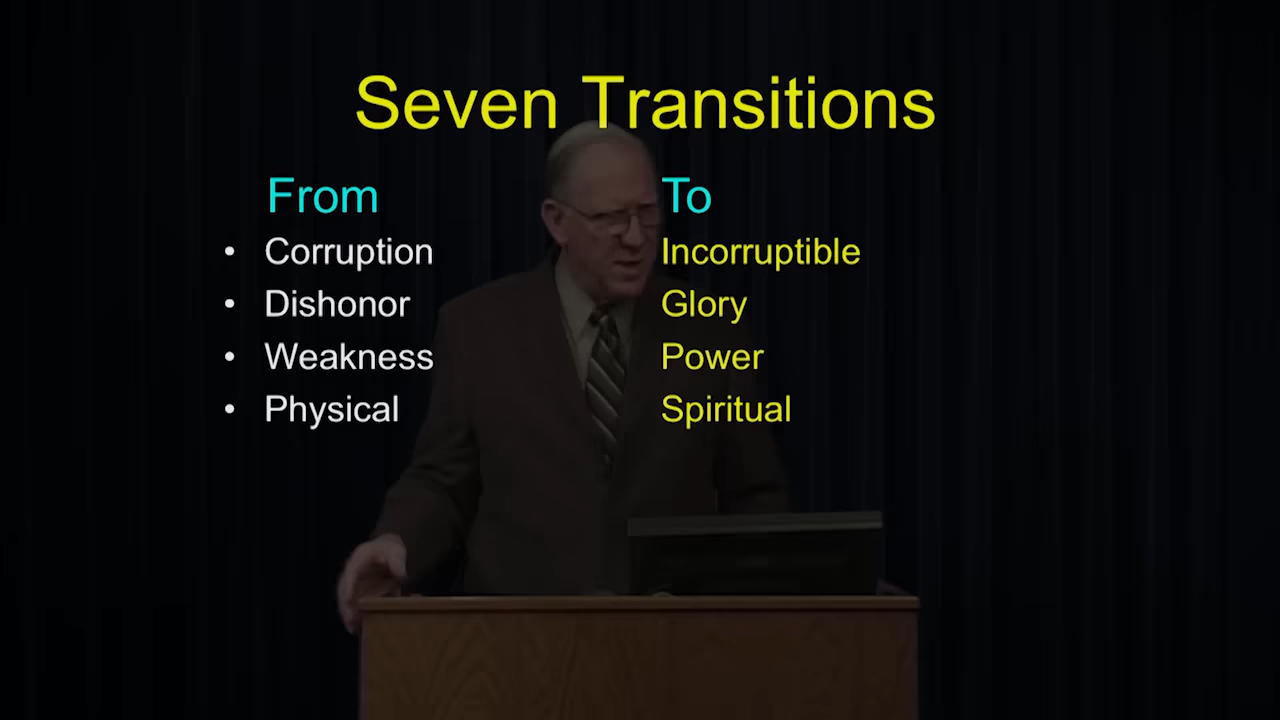 Seven Transitions
From To
• Corruption Incorruptible
• Dishonor Glory
• Weakness Power
• Physical Spiritual